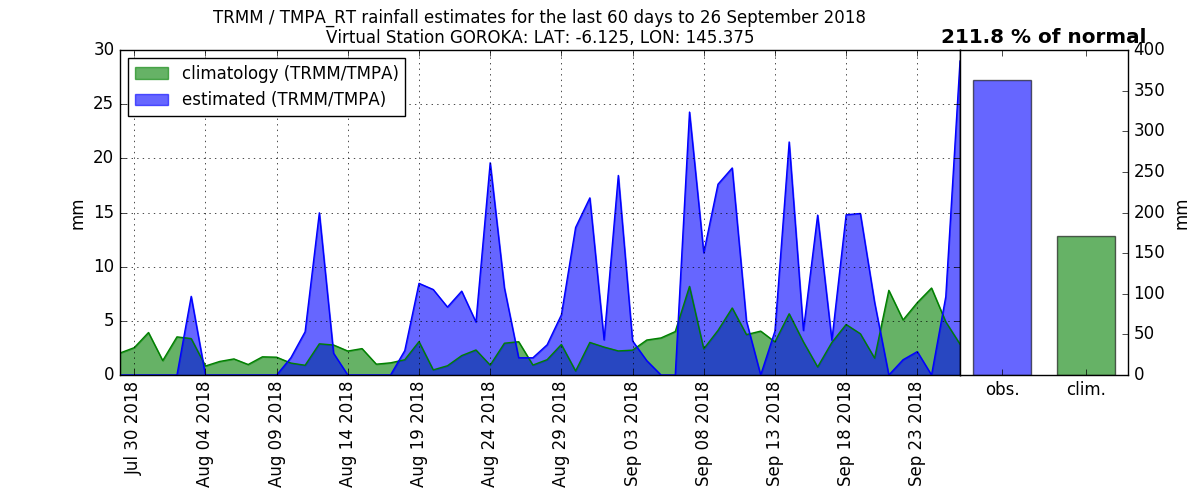 TRMM / TMPA_RT rainfall estimates for the last 60 days to 26 September 2018
Virtual Station GOROKA: LAT: -6.125, LON: 145.375
211.8 % of normal
climatology (TRMM/TMPA)
estimated (TRMM/TMPA)
mm
30
25
20
15
10
5
0
400
350
300
250
200
150
100
50
0
mm
Jul 30 2018
Aug 04 2018
Aug 09 2018
Aug 14 2018
Aug 19 2018
Aug 24 2018
Aug 29 2018
Sep 03 2018
Sep 08 2018
Sep 13 2018
Sep 18 2018
Sep 23 2018
obs.
clim.